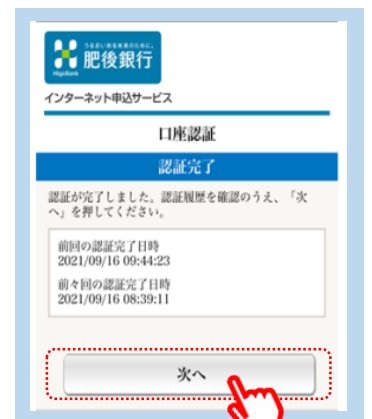 うるおいある未来のために。
肥後銀行
HigoBank
インターネット申込サービス
口座認証
認証完了
認証が完了しました。認証履歴を確認のうえ、「次
へ」を押してください。
前回の認証完了日時
2021/09/16 09:44:23
前々回の認証完了日時
2021/09/16 08:39:11
次へ